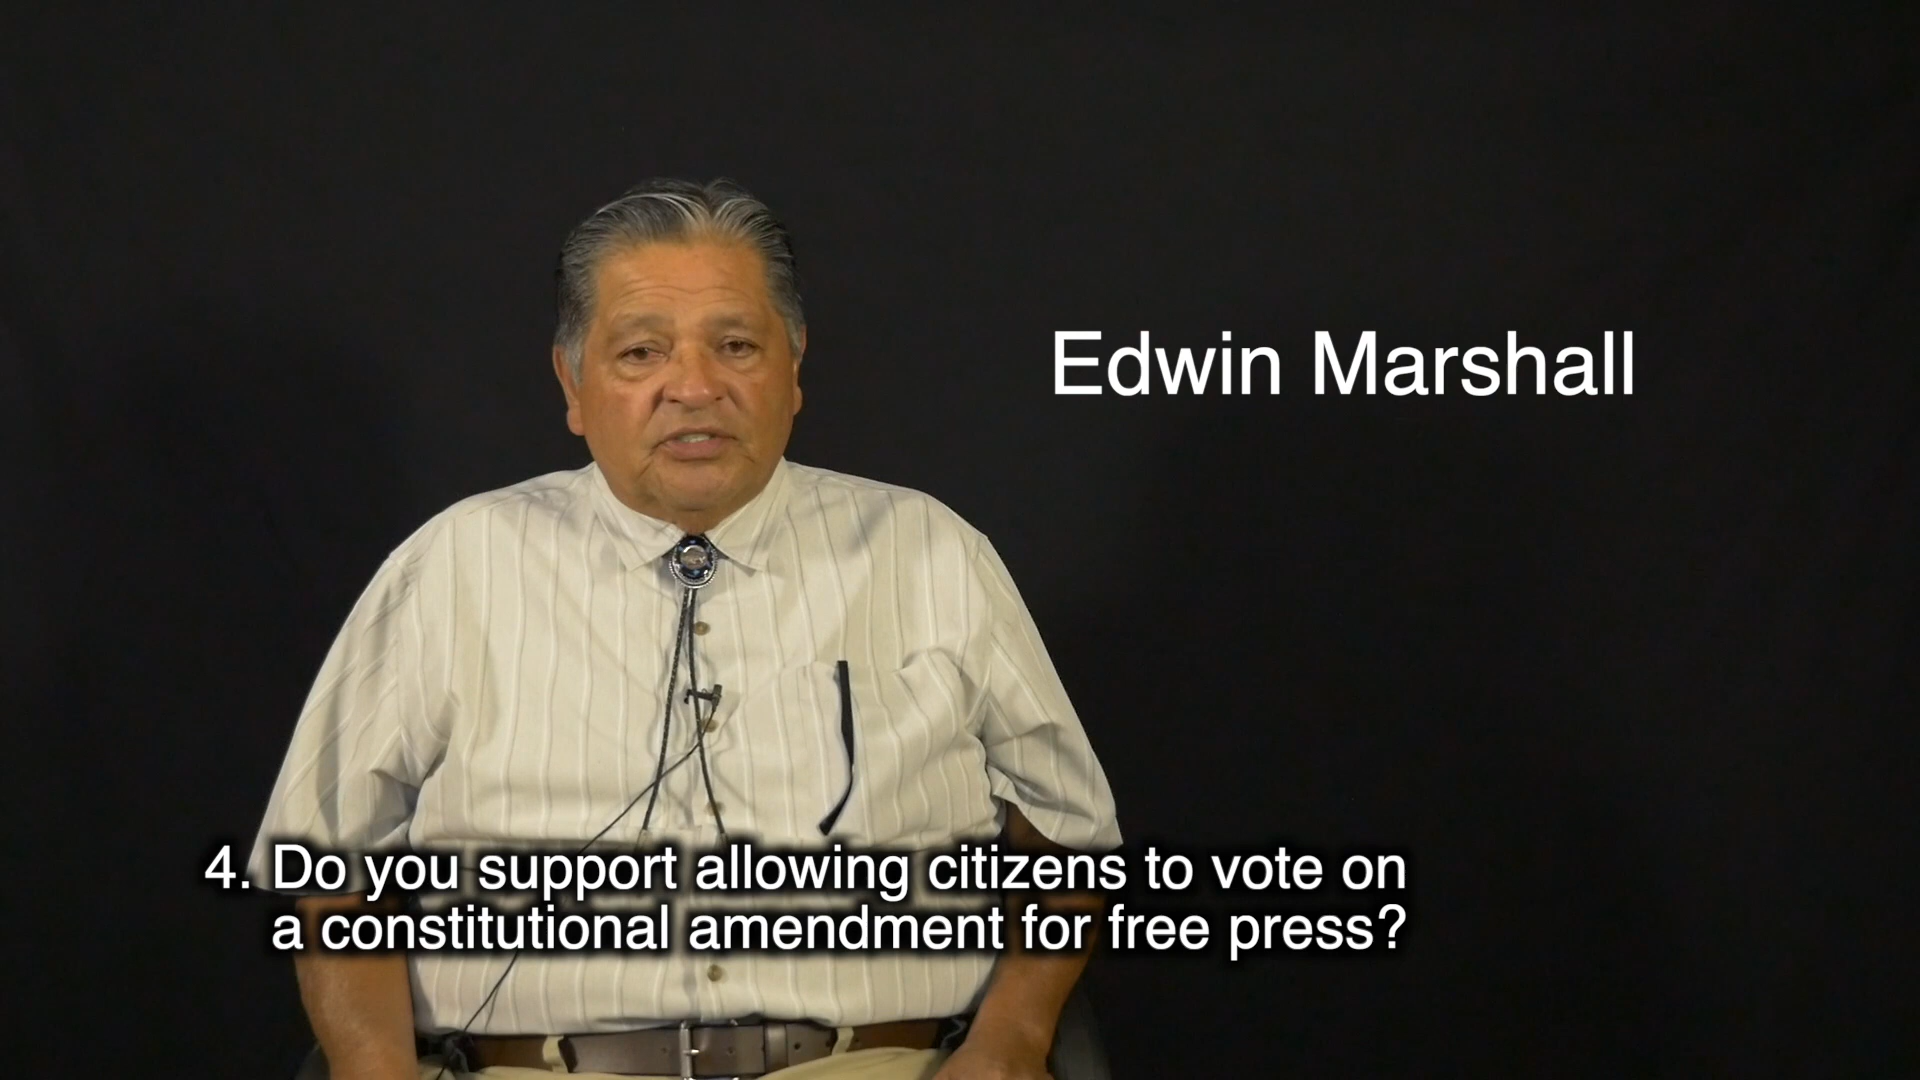 Edwin Marshall
4. Do you support allowing citizens to vote on
a constitutional amendment for free press?